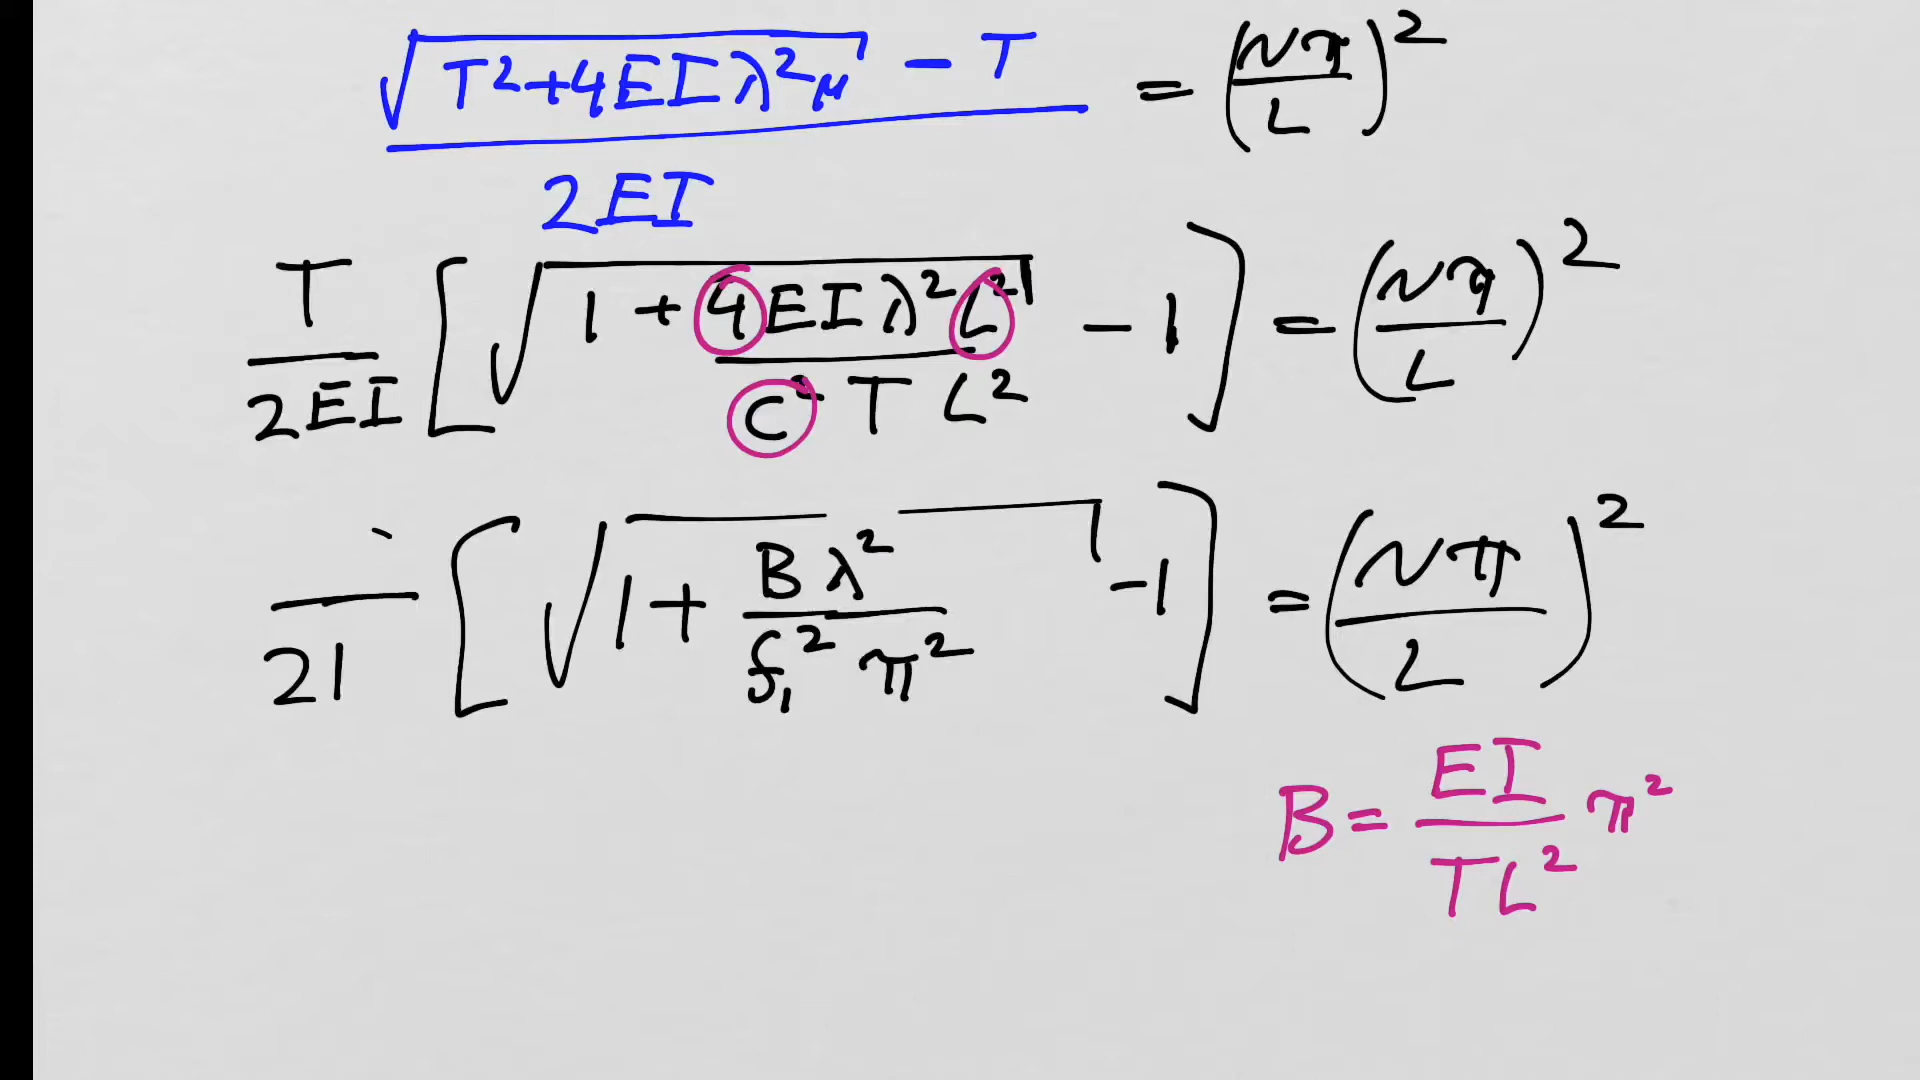 (√(T²+4EIλ²μ) − T) / 2EI = (Nπ/L)²
T/2EI [√(1 + 4EIλ²L²/(c²TL²)) − 1] = (Nπ/L)²
/21 [√(1 + Bλ²/(f₁²π²)) − 1] = (Nπ/L)²
B = EI/(TL²) π²